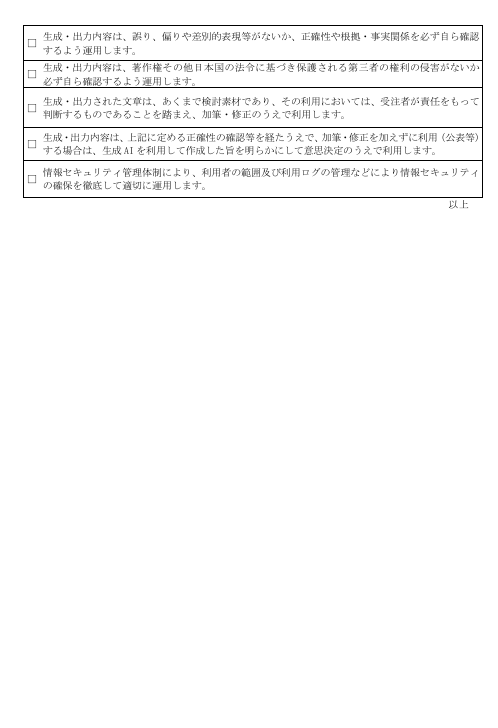 □ 生成・出力内容は、誤り、偏りや差別的表現等がないか、正確性や根拠・事実関係を必ず自ら確認
するよう運用します。
□ 生成・出力内容は、著作権その他日本国の法令に基づき保護される第三者の権利の侵害がないか
必ず自ら確認するよう運用します。
□ 生成・出力された文章は、あくまで検討素材であり、その利用においては、受注者が責任をもって
判断するものであることを踏まえ、加筆・修正のうえで利用します。
□ 生成・出力内容は、上記に定める正確性の確認等を経たうえで、加筆・修正を加えずに利用（公表等）
する場合は、生成 AI を利用して作成した旨を明らかにして意思決定のうえで利用します。
□ 情報セキュリティ管理体制により、利用者の範囲及び利用ログの管理などにより情報セキュリティ
の確保を徹底して適切に運用します。
以上